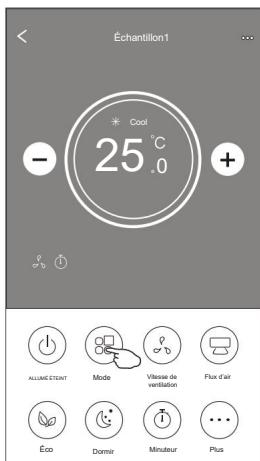 Échantillon1
Cool
25.0 °C
ALLUMÉ ÉTEINT
Mode
Vitesse de
ventilation
Flux d'air
Éco
Dormir
Minuteur
Plus